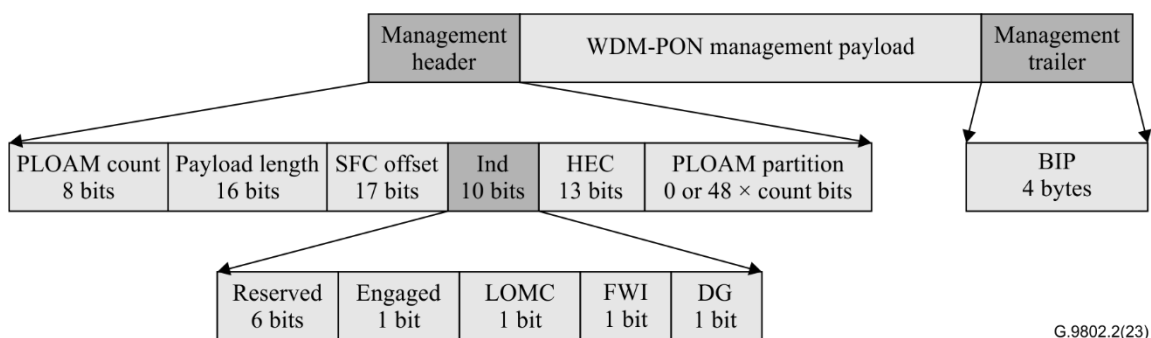 Management
header
WDM-PON management payload
Management
trailer
PLOAM count
8 bits
Payload length
16 bits
SFC offset
17 bits
Ind
10 bits
HEC
13 bits
PLOAM partition
0 or 48 × count bits
BIP
4 bytes
Reserved
6 bits
Engaged
1 bit
LOMC
1 bit
FWI
1 bit
DG
1 bit
G.9802.2(23)